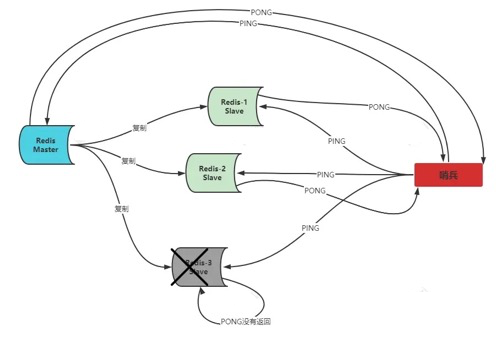 PONG
PING
Redis-1
Slave
PONG
复制
Redis
Master
PING
复制
Redis-2
Slave
PING
哨兵
PONG
复制
PING
Redis-3
Slave
PONG没有返回